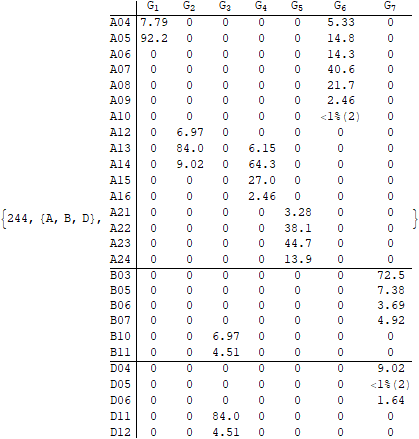 G1 G2 G3 G4 G5 G6 G7
A04 7.79 0 0 0 0 5.33 0
A05 92.2 0 0 0 0 14.8 0
A06 0 0 0 0 0 14.3 0
A07 0 0 0 0 0 40.6 0
A08 0 0 0 0 0 21.7 0
A09 0 0 0 0 0 2.46 0
A10 0 0 0 0 0 <1%(2) 0
A12 0 6.97 0 0 0 0 0
A13 0 84.0 0 6.15 0 0 0
A14 0 9.02 0 64.3 0 0 0
A15 0 0 0 27.0 0 0 0
A16 0 0 0 2.46 0 0 0
{244, {A, B, D}, A21 0 0 0 0 3.28 0 0 }
A22 0 0 0 0 38.1 0 0
A23 0 0 0 0 44.7 0 0
A24 0 0 0 0 13.9 0 0
B03 0 0 0 0 0 0 72.5
B05 0 0 0 0 0 0 7.38
B06 0 0 0 0 0 0 3.69
B07 0 0 0 0 0 0 4.92
B10 0 0 6.97 0 0 0 0
B11 0 0 4.51 0 0 0 0
D04 0 0 0 0 0 0 9.02
D05 0 0 0 0 0 0 <1%(2)
D06 0 0 0 0 0 0 1.64
D11 0 0 84.0 0 0 0 0
D12 0 0 4.51 0 0 0 0